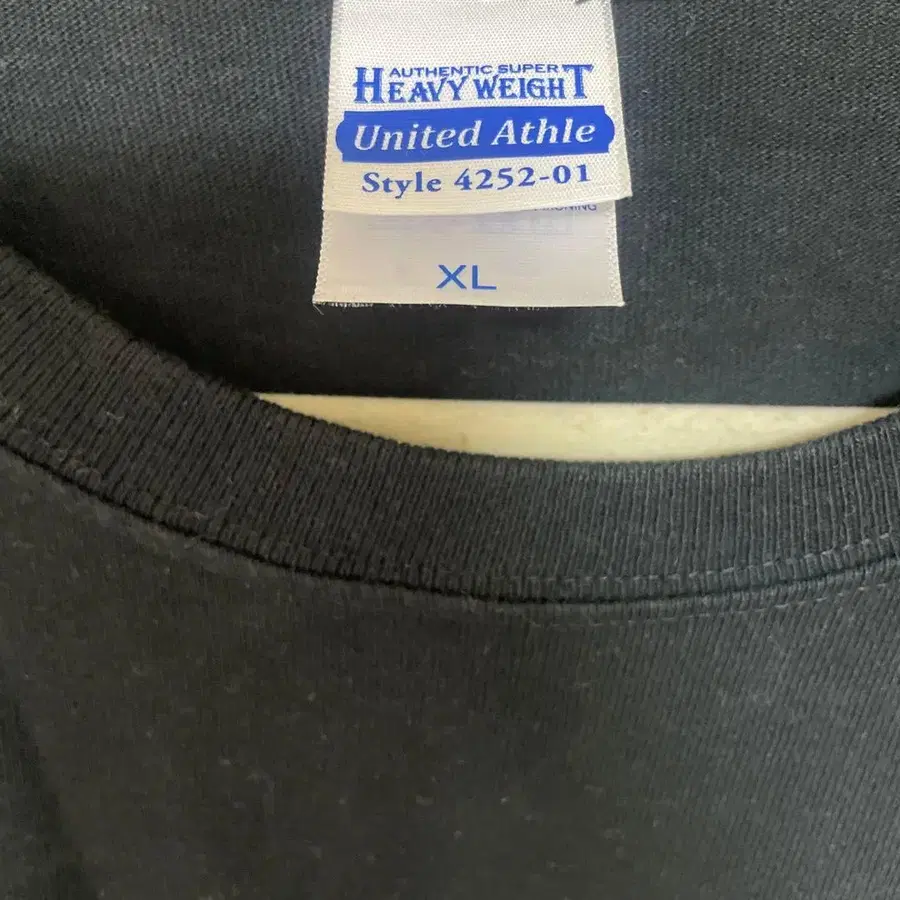 AUTHENTIC SUPER
HEAVY WEIGHT
United Athle
Style 4252-01
XL